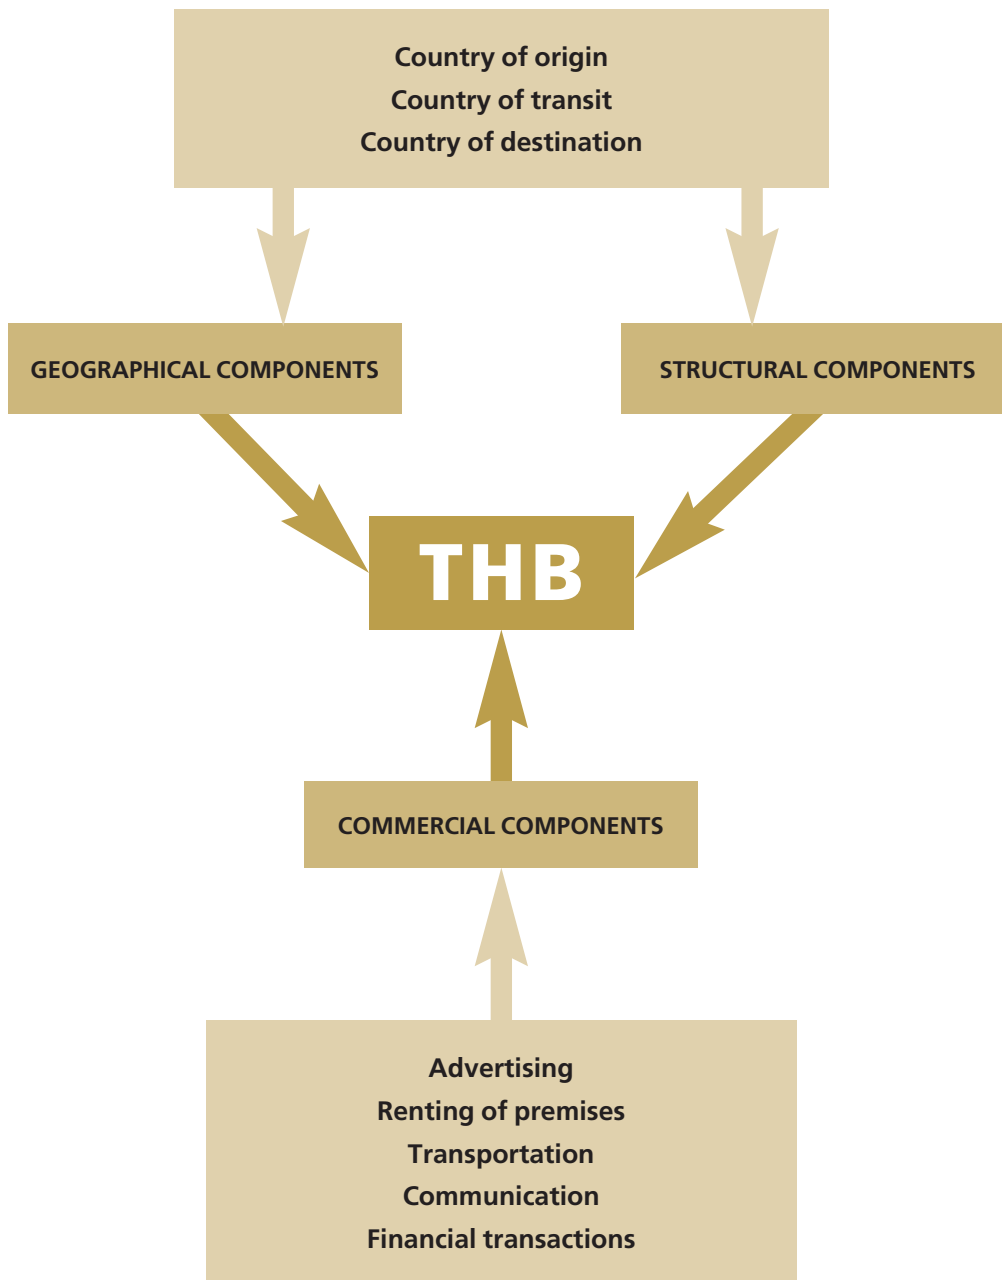 Country of origin
Country of transit
Country of destination
GEOGRAPHICAL COMPONENTS
STRUCTURAL COMPONENTS
THB
COMMERCIAL COMPONENTS
Advertising
Renting of premises
Transportation
Communication
Financial transactions